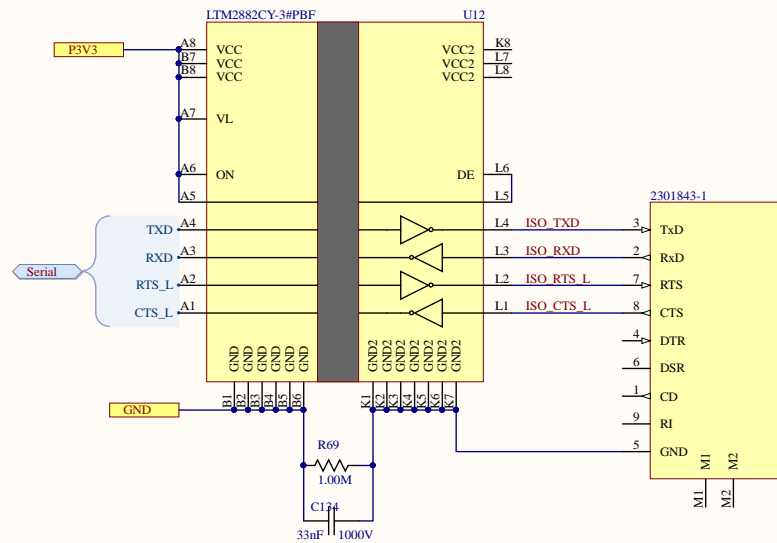 LTM2882CY-3#PBF U12
P3V3 A8 VCC VCC2 K8
B7 VCC VCC2 L7
B8 VCC VCC2 L8
A7 VL
A6 ON DE L6
A5 L5
2301843-1
TXD A4 L4 ISO_TXD 3 TxD
RXD A3 L3 ISO_RXD 2 RxD
Serial RTS_L A2 L2 ISO_RTS_L 7 RTS
CTS_L A1 L1 ISO_CTS_L 8 CTS
4 DTR
GND GND GND GND GND GND GND2 GND2 GND2 GND2 GND2 GND2 GND2
6 DSR
B1 B2 B3 B4 B5 B6 K1 K2 K3 K4 K5 K6 K7
1 CD
GND
9 RI
R69
5 GND
1.00M
M1 M2
M1 M2
C134
33nF 1000V